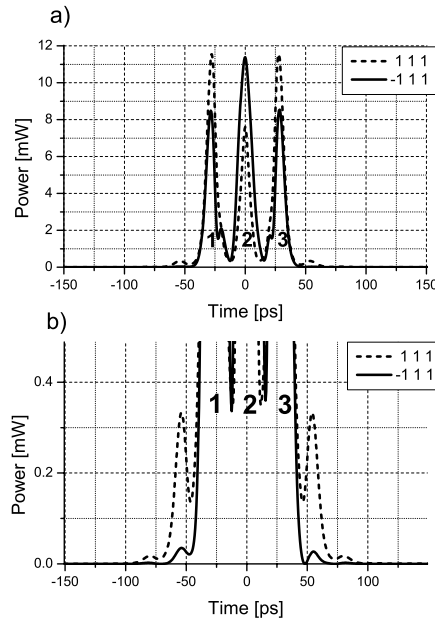 a)
12
10
8
6
4
2
0
Power [mW]
1 1 1
-1 1 1
1 2 3
-150 -100 -50 0 50 100 150
Time [ps]
b)
0.4
0.2
0.0
Power [mW]
1 1 1
-1 1 1
1 2 3
-150 -100 -50 0 50 100
Time [ps]